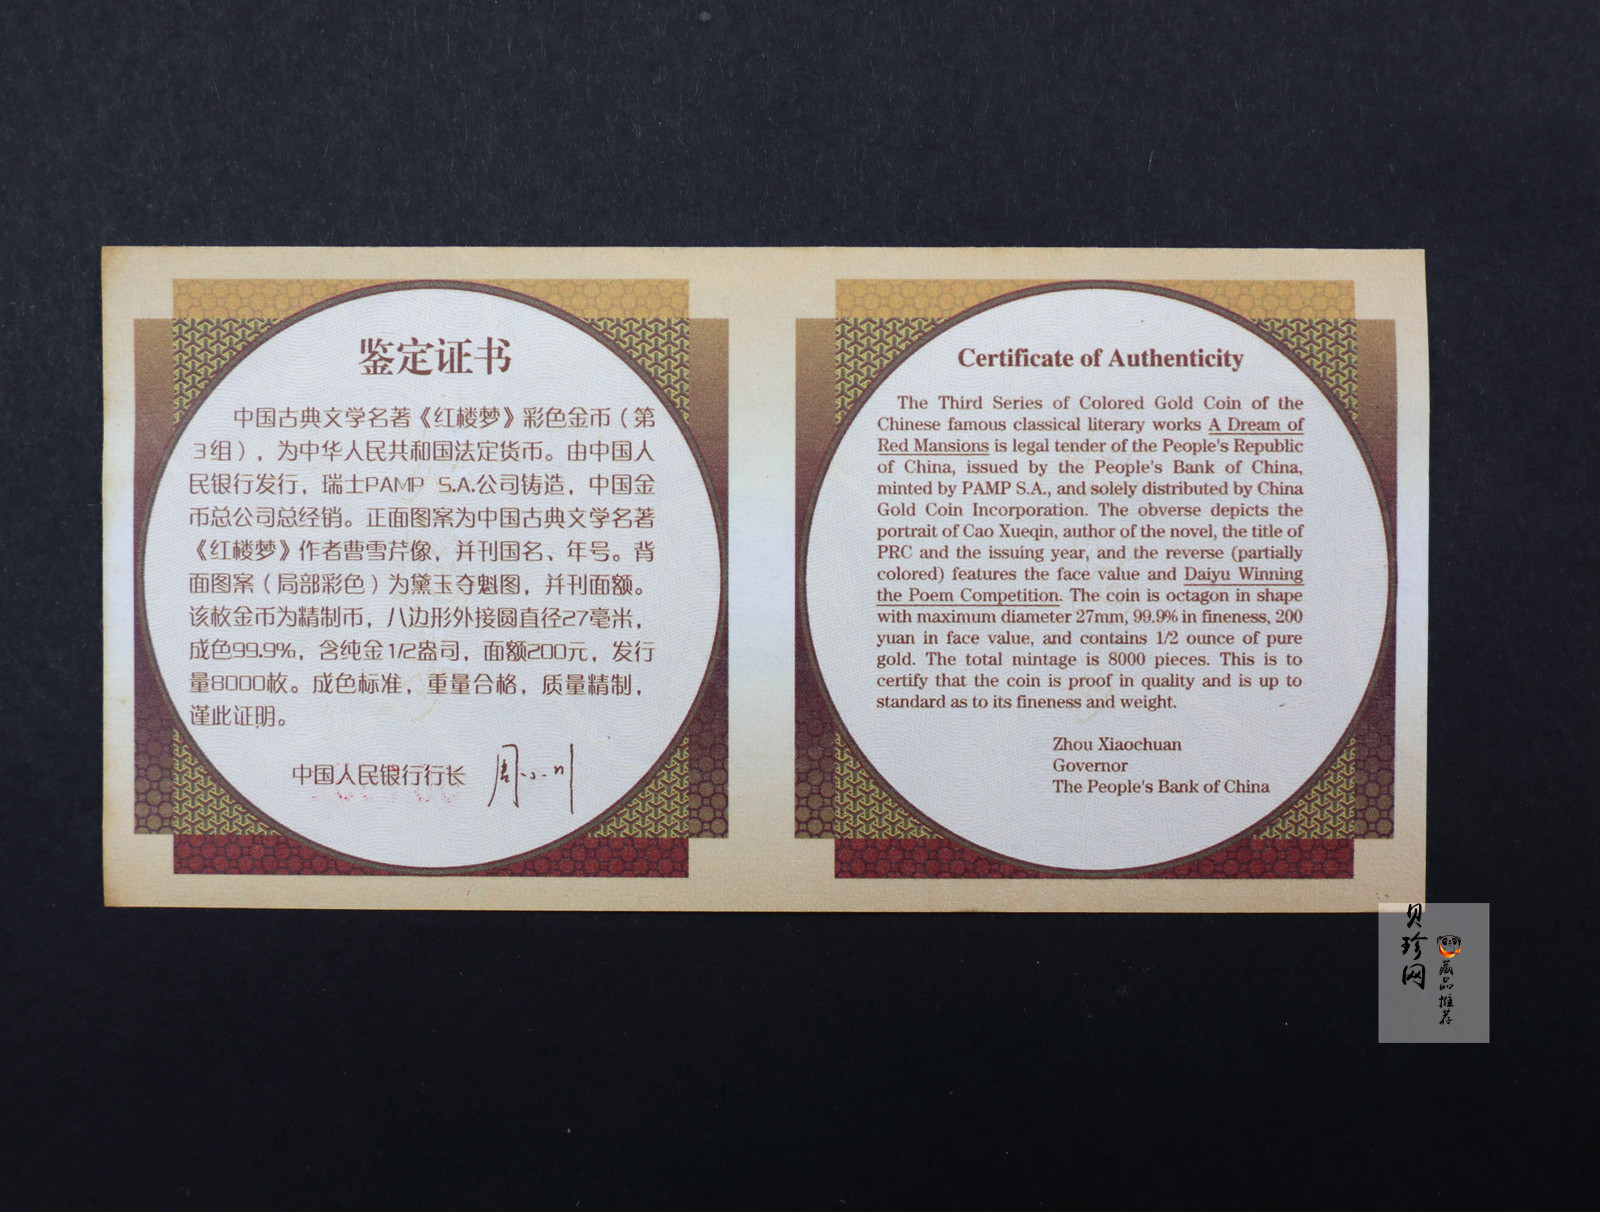 鉴定证书
中国古典文学名著《红楼梦》彩色金币（第
3组），为中华人民共和国法定货币。由中国人
民银行发行，瑞士PAMP S.A.公司铸造，中国金
币总公司总经销。正面图案为中国古典文学名著
《红楼梦》作者曹雪芹像，并刊国名、年号。背
面图案（局部彩色）为黛玉夺魁图，并刊面额。
该枚金币为精制币，八边形外接圆直径27毫米，
成色99.9%，含纯金1/2盎司，面额200元，发行
量8000枚。成色标准，重量合格，质量精制，
谨此证明。
中国人民银行行长 周小川
Certificate of Authenticity
The Third Series of Colored Gold Coin of the
Chinese famous classical literary works A Dream of
Red Mansions is legal tender of the People's Republic
of China, issued by the People's Bank of China,
minted by PAMP S.A., and solely distributed by China
Gold Coin Incorporation. The obverse depicts the
portrait of Cao Xueqin, author of the novel, the title of
PRC and the issuing year, and the reverse (partially
colored) features the face value and Daiyu Winning
the Poem Competition. The coin is octagon in shape
with maximum diameter 27mm, 99.9% in fineness, 200
yuan in face value, and contains 1/2 ounce of pure
gold. The total mintage is 8000 pieces. This is to
certify that the coin is proof in quality and is up to
standard as to its fineness and weight.
Zhou Xiaochuan
Governor
The People's Bank of China
贝珍网
藏品推荐